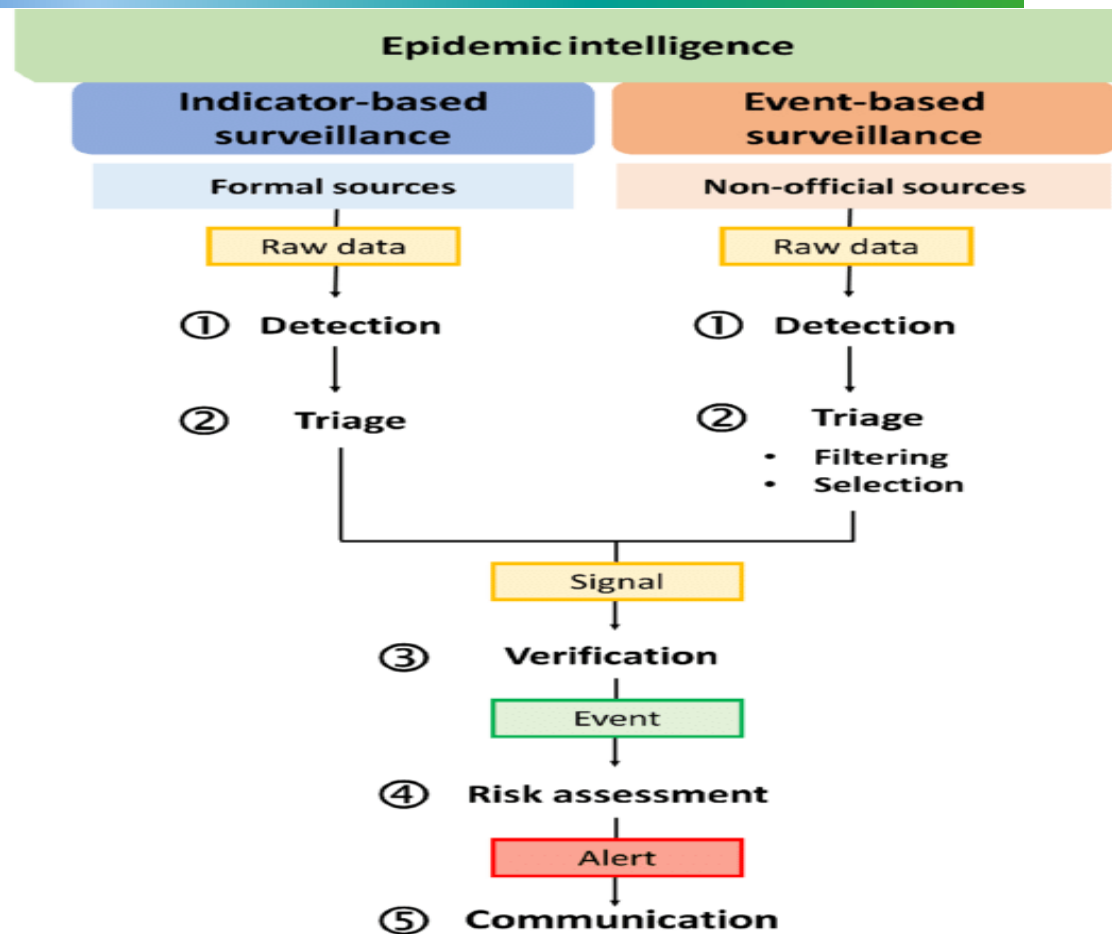 Epidemic intelligence
Indicator-based
surveillance
Event-based
surveillance
Formal sources
Non-official sources
Raw data
Raw data
① Detection
① Detection
② Triage
② Triage
• Filtering
• Selection
Signal
③ Verification
Event
④ Risk assessment
Alert
⑤ Communication